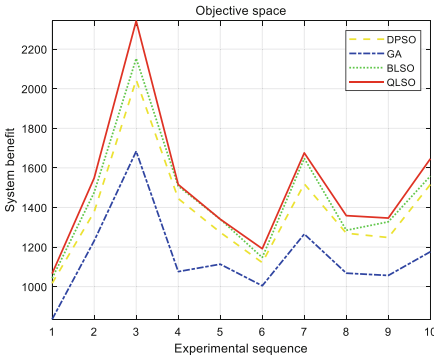 Objective space
DPSO
GA
BLSO
QLSO
2200
2000
1800
1600
1400
1200
1000
System benefit
1 2 3 4 5 6 7 8 9 10
Experimental sequence